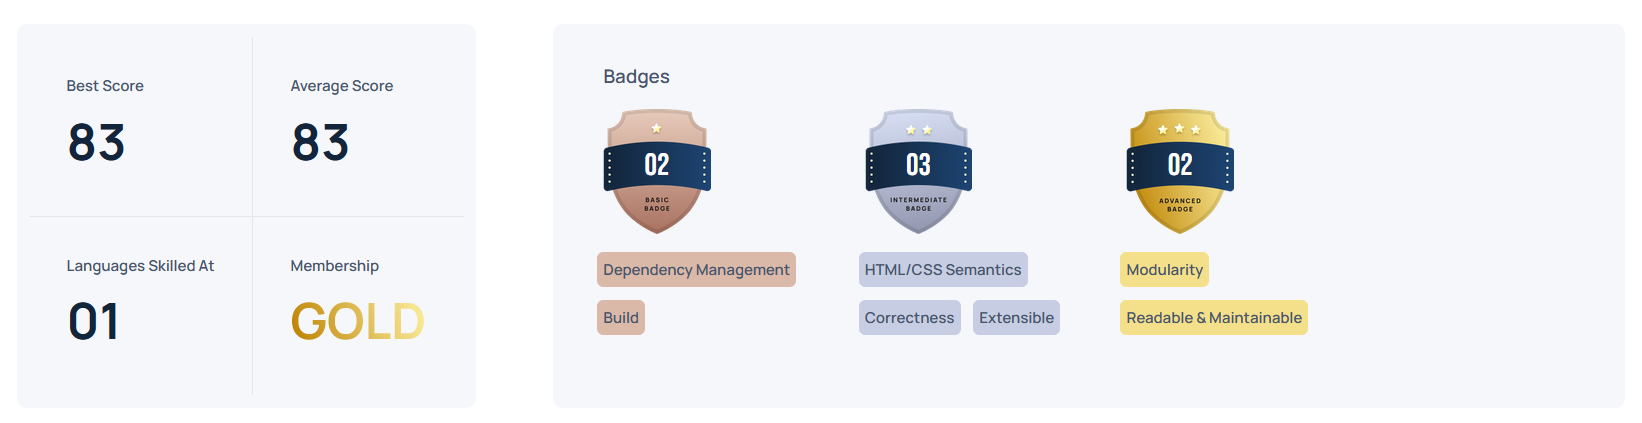 Best Score
83
Average Score
83
Languages Skilled At
01
Membership
GOLD
Badges
02
BASIC
BADGE
Dependency Management
Build
03
INTERMEDIATE
BADGE
HTML/CSS Semantics
Correctness
Extensible
02
ADVANCED
BADGE
Modularity
Readable & Maintainable